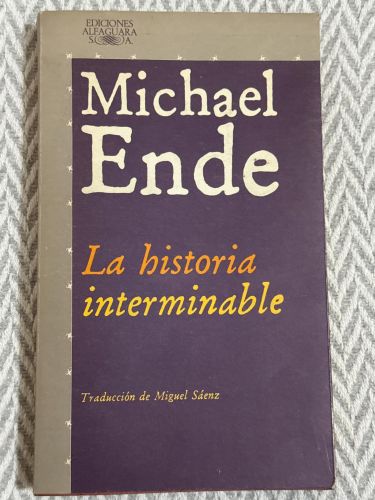 EDICIONES
ALFAGUARA
S. A.
Michael
Ende
La historia
interminable
Traducción de Miguel Sáenz